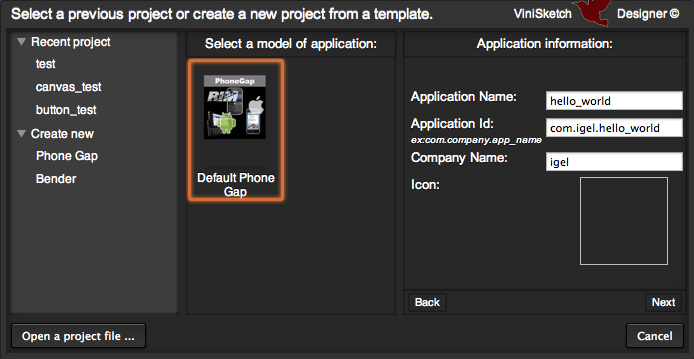 Select a previous project or create a new project from a template.
ViniSketch Designer ©
Recent project
test
canvas_test
button_test
Create new
Phone Gap
Bender
Select a model of application:
PhoneGap
RIM
Default Phone
Gap
Application information:
Application Name:
hello_world
Application Id:
com.igel.hello_world
ex:com.company.app_name
Company Name:
igel
Icon:
Back
Next
Open a project file ...
Cancel